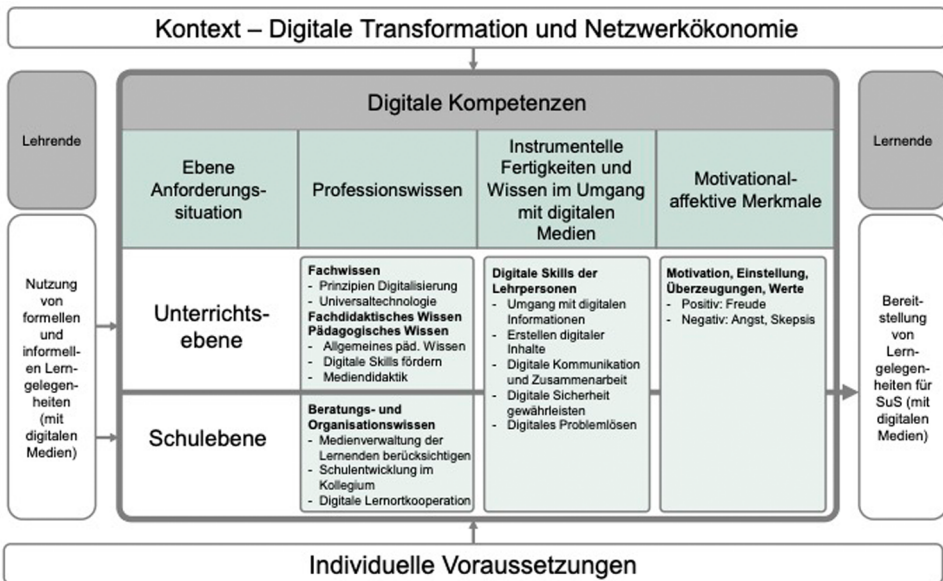 Kontext – Digitale Transformation und Netzwerkökonomie
Lehrende
Nutzung
von
formellen
und
informell-
en Lern-
gelegen-
heiten
(mit
digitalen
Medien)
Digitale Kompetenzen
Ebene
Anforderungs-
situation
Professionswissen
Instrumentelle
Fertigkeiten und
Wissen im Umgang
mit digitalen
Medien
Motivational-
affektive Merkmale
Unterrichts-
ebene
Fachwissen
- Prinzipien Digitalisierung
- Universaltechnologie
Fachdidaktisches Wissen
Pädagogisches Wissen
- Allgemeines päd. Wissen
- Digitale Skills fördern
- Mediendidaktik
Digitale Skills der
Lehrpersonen
- Umgang mit digitalen
Informationen
- Erstellen digitaler
Inhalte
- Digitale Kommunikation
und Zusammenarbeit
- Digitale Sicherheit
gewährleisten
- Digitales Problemlösen
Motivation, Einstellung,
Überzeugungen, Werte
- Positiv: Freude
- Negativ: Angst, Skepsis
Schulebene
Beratungs- und
Organisationswissen
- Medienverwaltung der
Lernenden berücksichtigen
- Schulentwicklung im
Kollegium
- Digitale Lernortkooperation
Lernende
Bereit-
stellung
von
Lern-
gelegen-
heiten für
SuS (mit
digitalen
Medien)
Individuelle Voraussetzungen